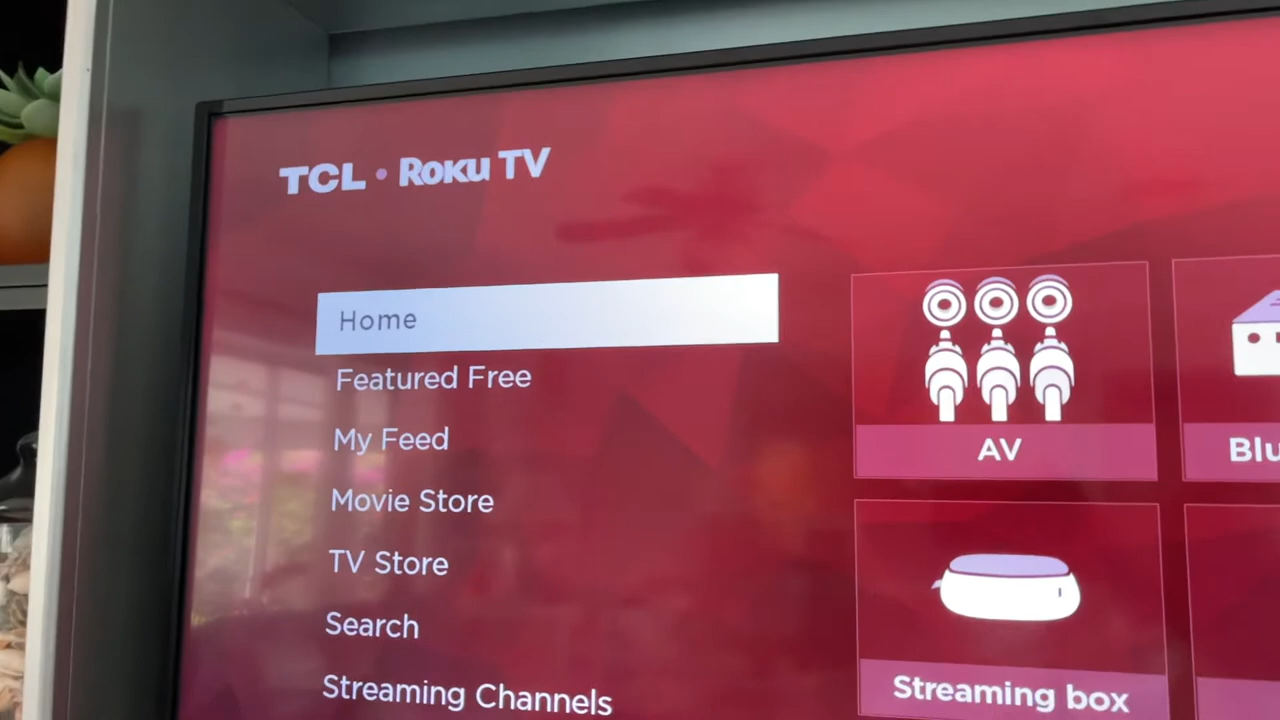 TCL • Roku TV
Home
Featured Free
My Feed
Movie Store
TV Store
Search
Streaming Channels
AV
Streaming box